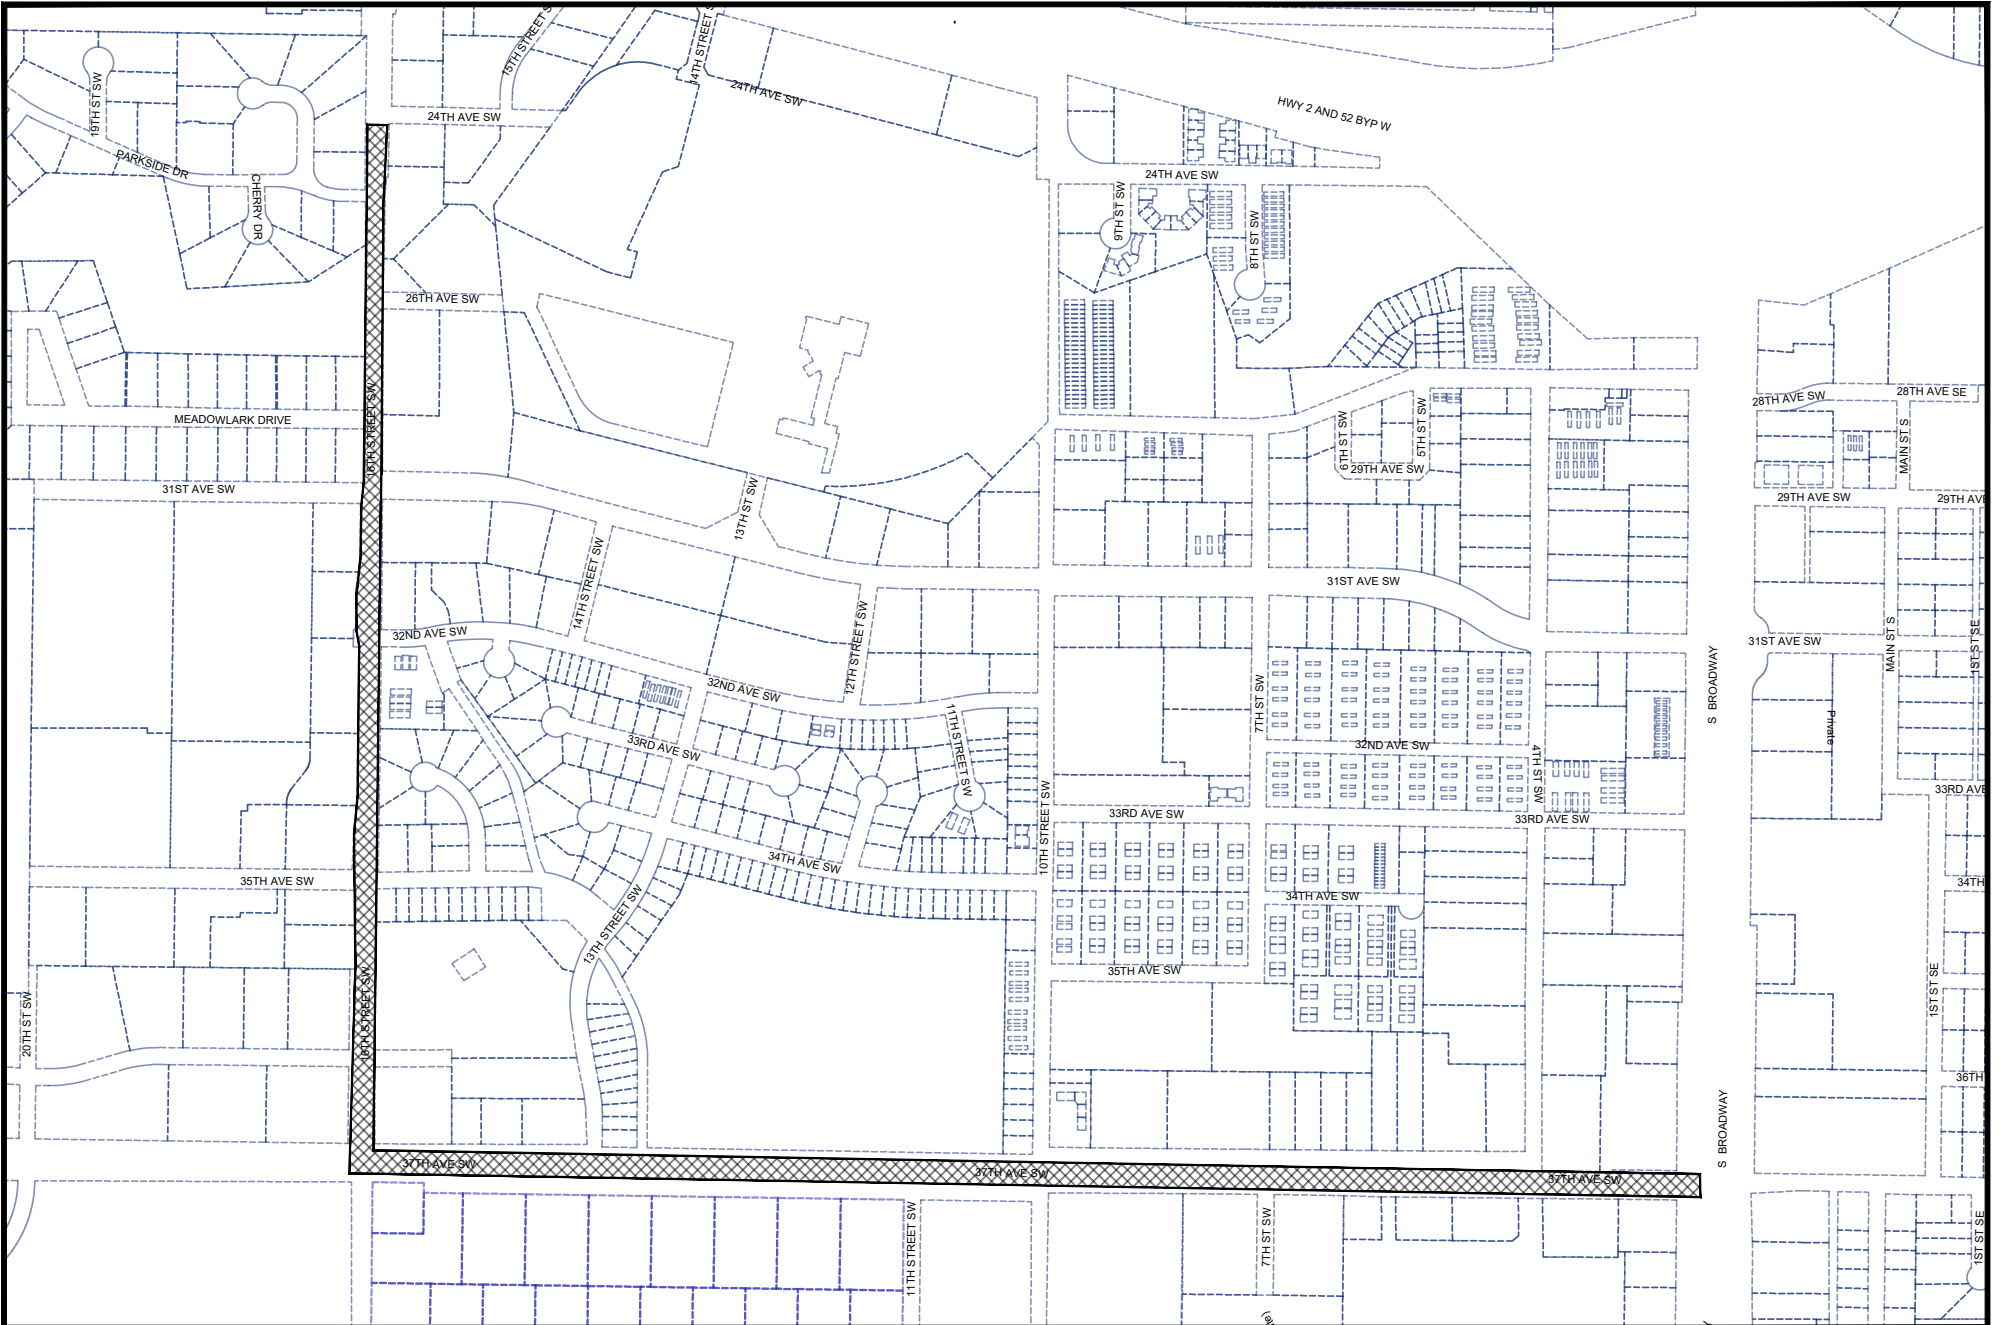 15TH STREET S
14TH STREET S
24TH AVE SW
19TH ST SW
HWY 2 AND 52 BYP W
24TH AVE SW
PARKSIDE DR
24TH AVE SW
CHERRY DR
9TH ST SW
8TH ST SW
26TH AVE SW
28TH AVE SE
28TH AVE SW
MEADOWLARK DRIVE
16TH STREET SW
6TH ST SW
5TH ST SW
MAIN ST S
29TH AVE SW
31ST AVE SW
29TH AVE SW
29TH AVE
13TH ST SW
14TH STREET SW
31ST AVE SW
32ND AVE SW
12TH STREET SW
31ST AVE SW
MAIN ST S
1ST ST SE
32ND AVE SW
7TH ST SW
S BROADWAY
11TH STREET SW
Private
33RD AVE SW
32ND AVE SW
4TH ST SW
33RD AVE
10TH STREET SW
33RD AVE SW
33RD AVE SW
34TH AVE SW
35TH AVE SW
34TH
34TH AVE SW
13TH STREET SW
35TH AVE SW
20TH ST SW
16TH STREET SW
1ST ST SE
36TH
S BROADWAY
37TH AVE SW
37TH AVE SW
37TH AVE SW
11TH STREET SW
7TH ST SW
1ST ST SE